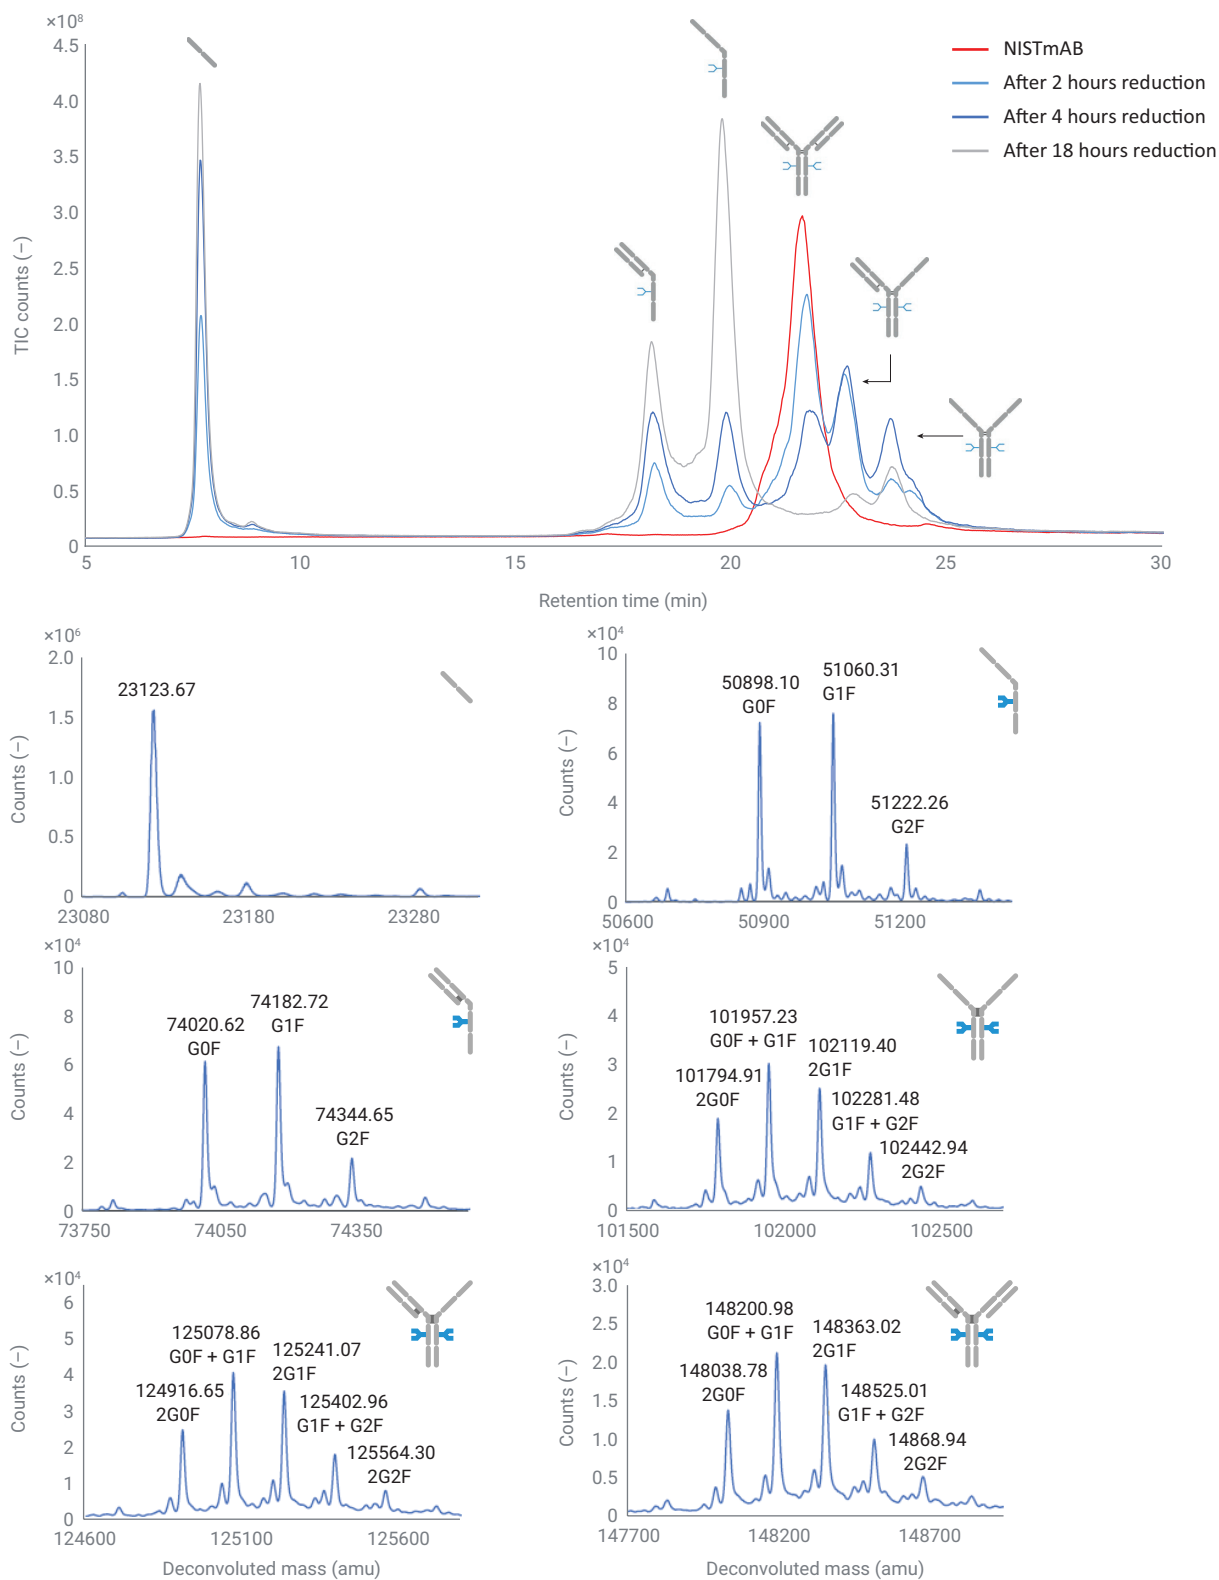 ×10⁸
4.5
4.0
3.5
3.0
2.5
2.0
1.5
1.0
0.5
0
TIC counts (−)
5
10
15
20
25
30
Retention time (min)
NISTmAB
After 2 hours reduction
After 4 hours reduction
After 18 hours reduction
×10⁶
2.0
1.5
1.0
0.5
0
Counts (−)
23123.67
23080
23180
23280
×10⁴
10
8
6
4
2
0
Counts (−)
50898.10
G0F
51060.31
G1F
51222.26
G2F
50600
50900
51200
×10⁴
10
8
6
4
2
0
Counts (−)
74020.62
G0F
74182.72
G1F
74344.65
G2F
73750
74050
74350
×10⁴
5
4
3
2
1
0
Counts (−)
101794.91
2G0F
101957.23
G0F + G1F
102119.40
2G1F
102281.48
G1F + G2F
102442.94
2G2F
101500
102000
102500
×10⁴
6
5
4
3
2
1
0
Counts (−)
124916.65
2G0F
125078.86
G0F + G1F
125241.07
2G1F
125402.96
G1F + G2F
125564.30
2G2F
124600
125100
125600
Deconvoluted mass (amu)
×10⁴
3.0
2.5
2.0
1.5
1.0
0.5
0
Counts (−)
148038.78
2G0F
148200.98
G0F + G1F
148363.02
2G1F
148525.01
G1F + G2F
14868.94
2G2F
147700
148200
148700
Deconvoluted mass (amu)